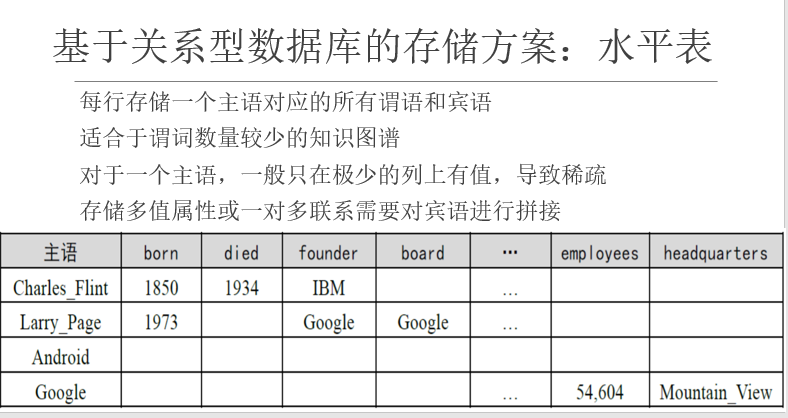 基于关系型数据库的存储方案：水平表
每行存储一个主语对应的所有谓语和宾语
适合于谓词数量较少的知识图谱
对于一个主语，一般只在极少的列上有值，导致稀疏
存储多值属性或一对多联系需要对宾语进行拼接
主语 born died founder board … employees headquarters
Charles_Flint 1850 1934 IBM …
Larry_Page 1973 Google Google …
Android
Google … 54,604 Mountain_View